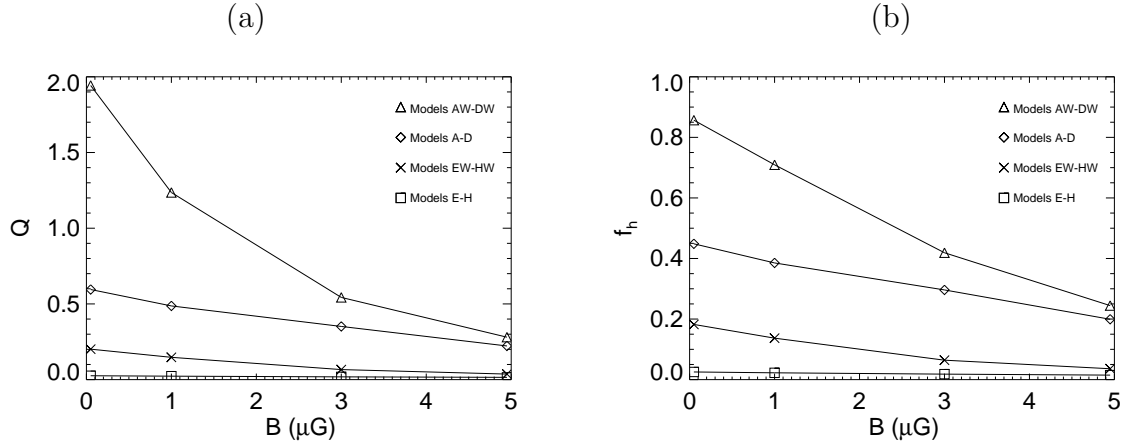 (a)
2.0
1.5
1.0
0.5
0.0
Q
0 1 2 3 4 5
B (μG)
Models AW-DW
Models A-D
Models EW-HW
Models E-H
(b)
1.0
0.8
0.6
0.4
0.2
0.0
f_h
0 1 2 3 4 5
B (μG)
Models AW-DW
Models A-D
Models EW-HW
Models E-H